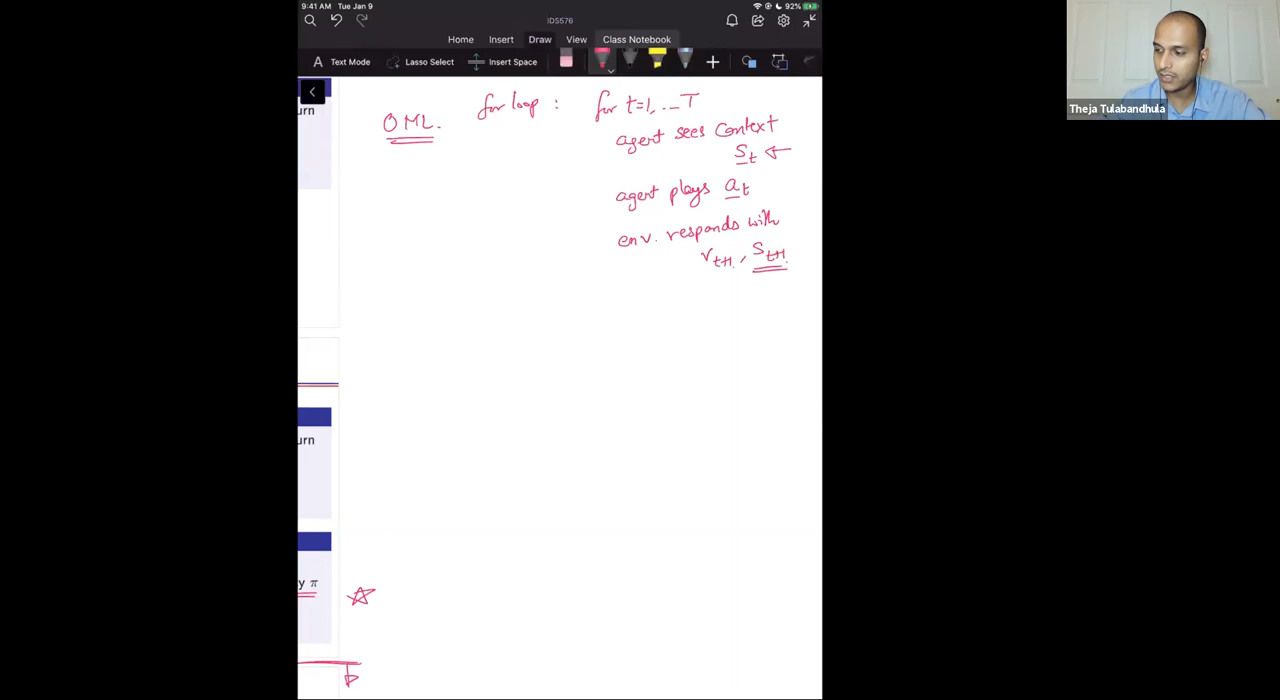 9:41 AM Tue Jan 9
92%
IDS576
Home Insert Draw View Class Notebook
A Text Mode Lasso Select Insert Space
urn
OML.
for loop : for t=1, ... T
agent sees Context
St ←
agent plays at
env. responds with
rt+1, St+1.
urn
y π
Theja Tulabandhula